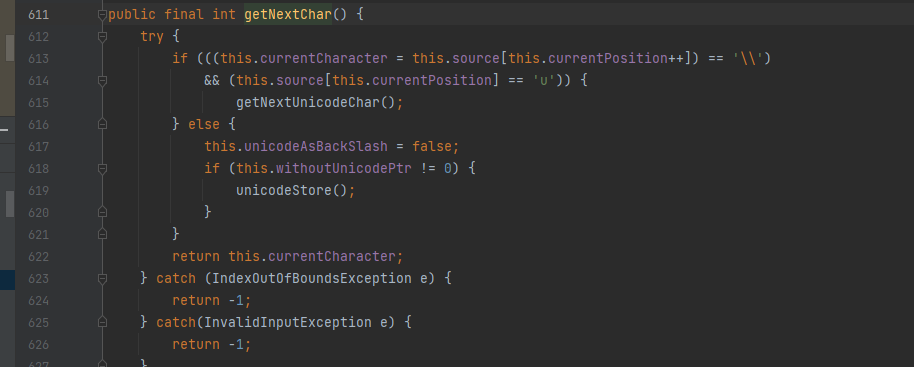 611 public final int getNextChar() {
612 try {
613 if (((this.currentCharacter = this.source[this.currentPosition++]) == '\\')
614 && (this.source[this.currentPosition] == 'u')) {
615 getNextUnicodeChar();
616 } else {
617 this.unicodeAsBackSlash = false;
618 if (this.withoutUnicodePtr != 0) {
619 unicodeStore();
620 }
621 }
622 return this.currentCharacter;
623 } catch (IndexOutOfBoundsException e) {
624 return -1;
625 } catch(InvalidInputException e) {
626 return -1;
627 }